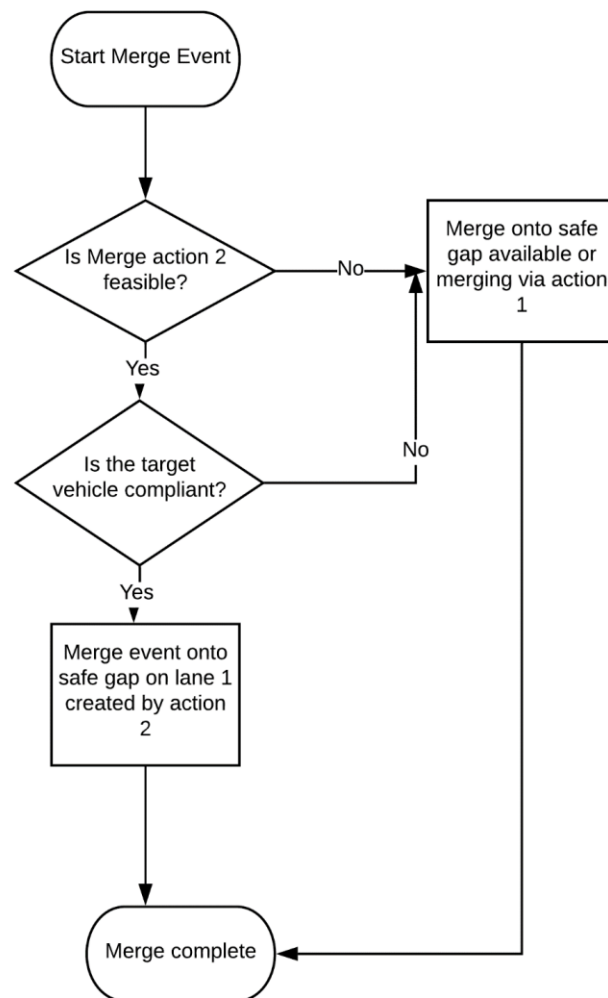 Start Merge Event
Is Merge action 2
feasible?
No
Merge onto safe
gap available or
merging via action
1
Yes
Is the target
vehicle compliant?
No
Yes
Merge event onto
safe gap on lane 1
created by action
2
Merge complete